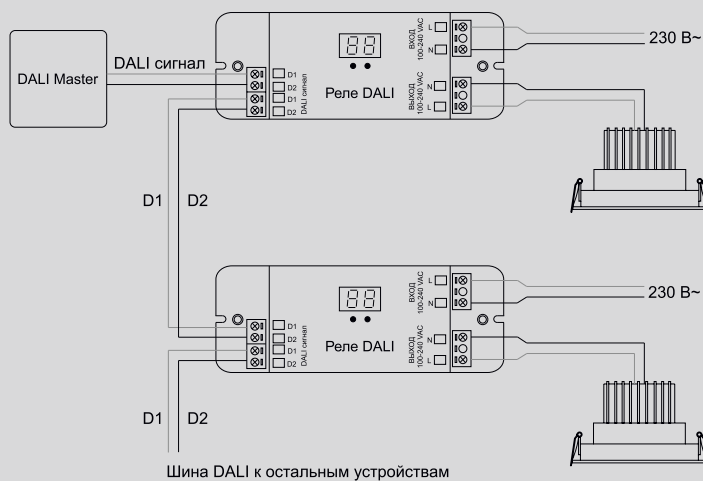 DALI Master
DALI сигнал
D1
D2
D1
D2
DALI сигнал
88
Реле DALI
L
N
ВХОД
100-240 VAC
N
L
ВЫХОД
100-240 VAC
230 В~
D1
D2
D1
D2
D1
D2
DALI сигнал
88
Реле DALI
L
N
ВХОД
100-240 VAC
N
L
ВЫХОД
100-240 VAC
230 В~
D1
D2
Шина DALI к остальным устройствам